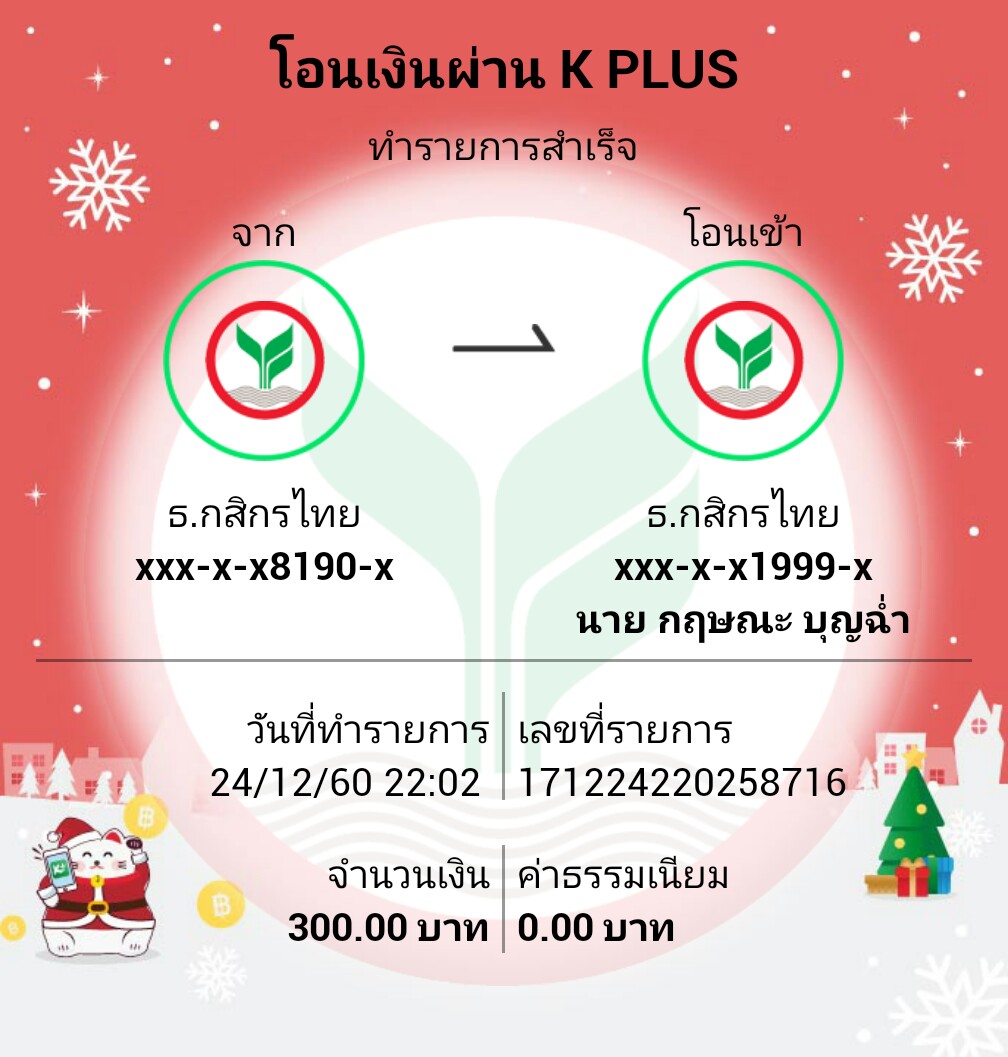 โอนเงินผ่าน K PLUS
ทำรายการสำเร็จ
จาก
โอนเข้า
ธ.กสิกรไทย
xxx-x-x8190-x
ธ.กสิกรไทย
xxx-x-x1999-x
นาย กฤษณะ บุญฉ่ำ
วันที่ทำรายการ
24/12/60 22:02
เลขที่รายการ
171224220258716
จำนวนเงิน
300.00 บาท
ค่าธรรมเนียม
0.00 บาท
K+